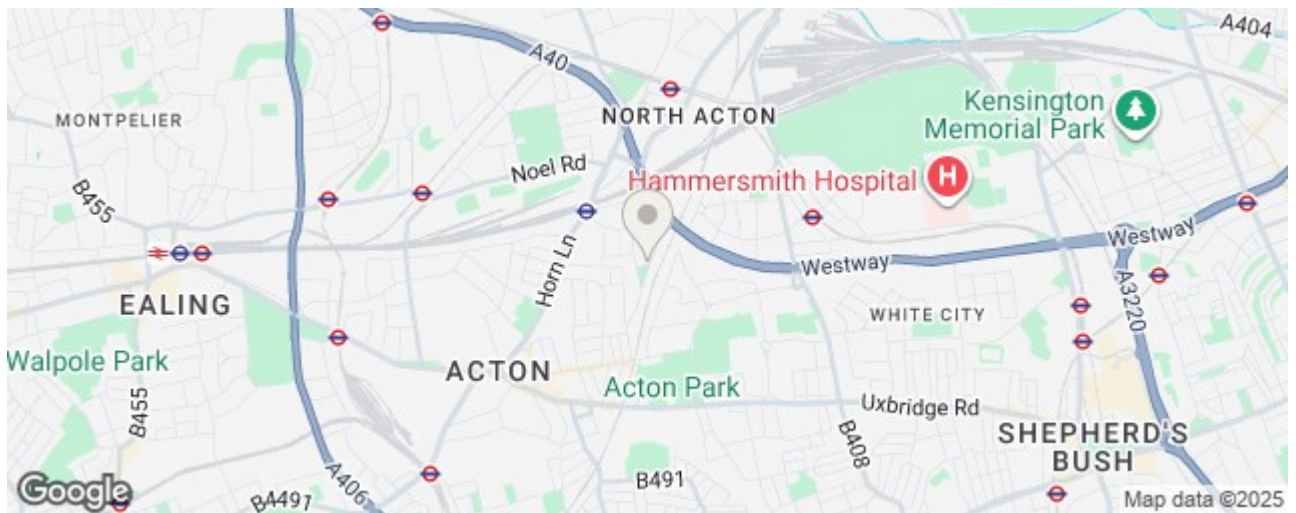 A404
A40
Kensington
Memorial Park
NORTH ACTON
MONTPELIER
Noel Rd
Hammersmith Hospital
H
B455
Horn Ln
Westway
Westway
EALING
A3220
WHITE CITY
Walpole Park
ACTON
Acton Park
B455
Uxbridge Rd
SHEPHERD'S
BUSH
B408
A406
B491
B4491
Google
Map data ©2025